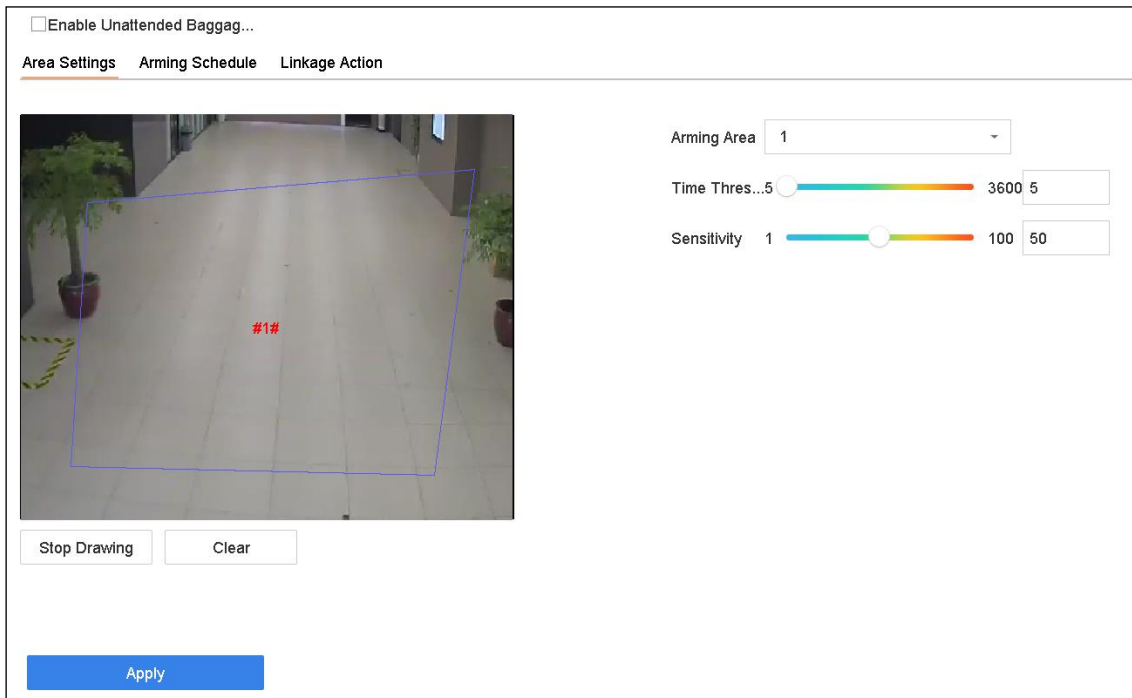 Enable Unattended Baggag...
Area Settings Arming Schedule Linkage Action
Arming Area 1
Time Thres...5 3600 5
Sensitivity 1 100 50
#1#
Stop Drawing Clear
Apply